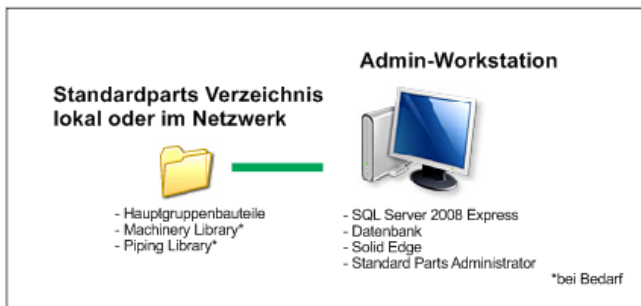 Admin-Workstation
Standardparts Verzeichnis
lokal oder im Netzwerk
- Hauptgruppenbauteile
- Machinery Library*
- Piping Library*
- SQL Server 2008 Express
- Datenbank
- Solid Edge
- Standard Parts Administrator
*bei Bedarf